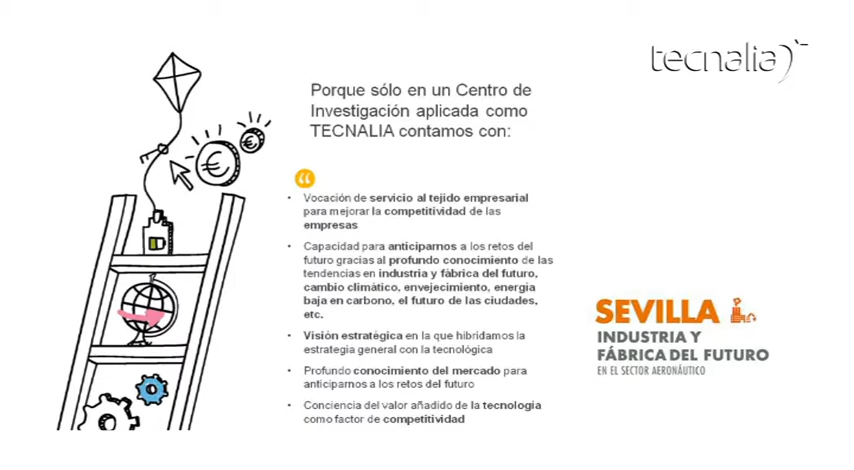 tecnalia
Porque sólo en un Centro de
Investigación aplicada como
TECNALIA contamos con:
• Vocación de servicio al tejido empresarial
para mejorar la competitividad de las
empresas
• Capacidad para anticiparnos a los retos del
futuro gracias al profundo conocimiento de las
tendencias en industria y fábrica del futuro,
cambio climático, envejecimiento, energía
baja en carbono, el futuro de las ciudades,
etc.
• Visión estratégica en la que hibridamos la
estrategia general con la tecnológica
• Profundo conocimiento del mercado para
anticiparnos a los retos del futuro
• Conciencia del valor añadido de la tecnología
como factor de competitividad
SEVILLA
INDUSTRIA Y
FÁBRICA DEL FUTURO
EN EL SECTOR AERONÁUTICO